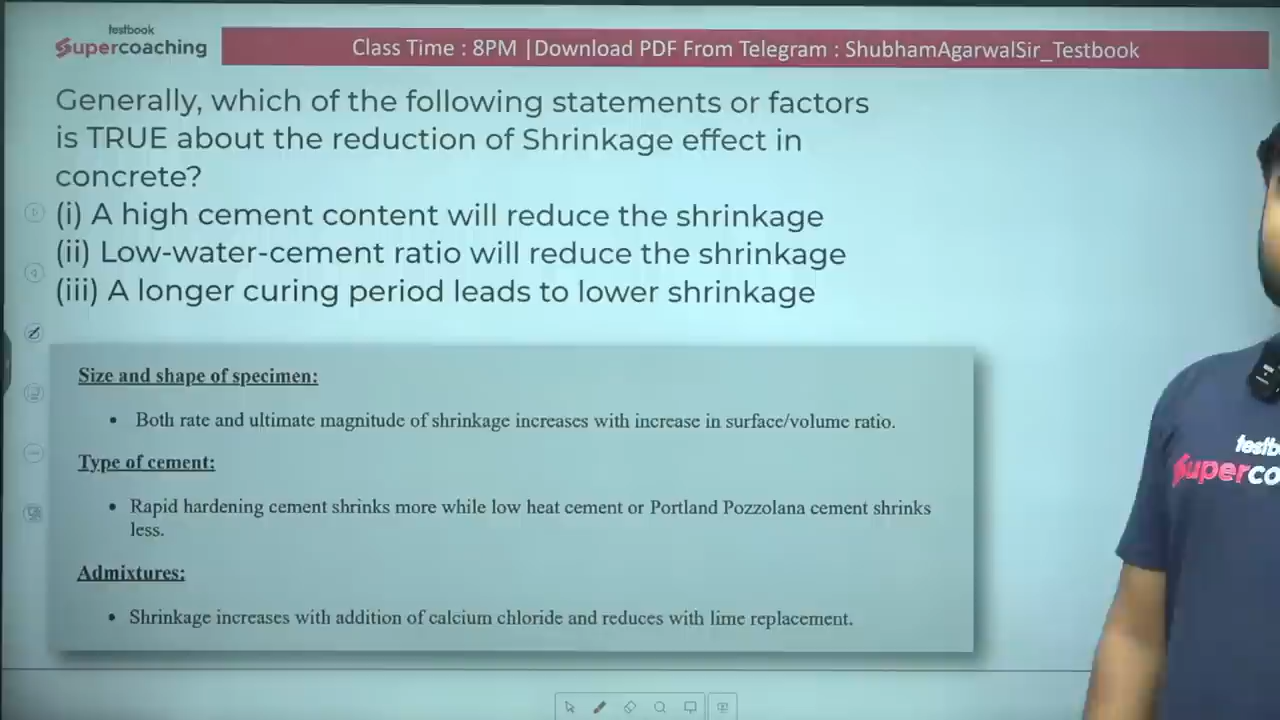 testbook
Supercoaching
Class Time : 8PM |Download PDF From Telegram : ShubhamAgarwalSir_Testbook
Generally, which of the following statements or factors
is TRUE about the reduction of Shrinkage effect in
concrete?
(i) A high cement content will reduce the shrinkage
(ii) Low-water-cement ratio will reduce the shrinkage
(iii) A longer curing period leads to lower shrinkage
Size and shape of specimen:
• Both rate and ultimate magnitude of shrinkage increases with increase in surface/volume ratio.
Type of cement:
• Rapid hardening cement shrinks more while low heat cement or Portland Pozzolana cement shrinks
less.
Admixtures:
• Shrinkage increases with addition of calcium chloride and reduces with lime replacement.
testb
Superco